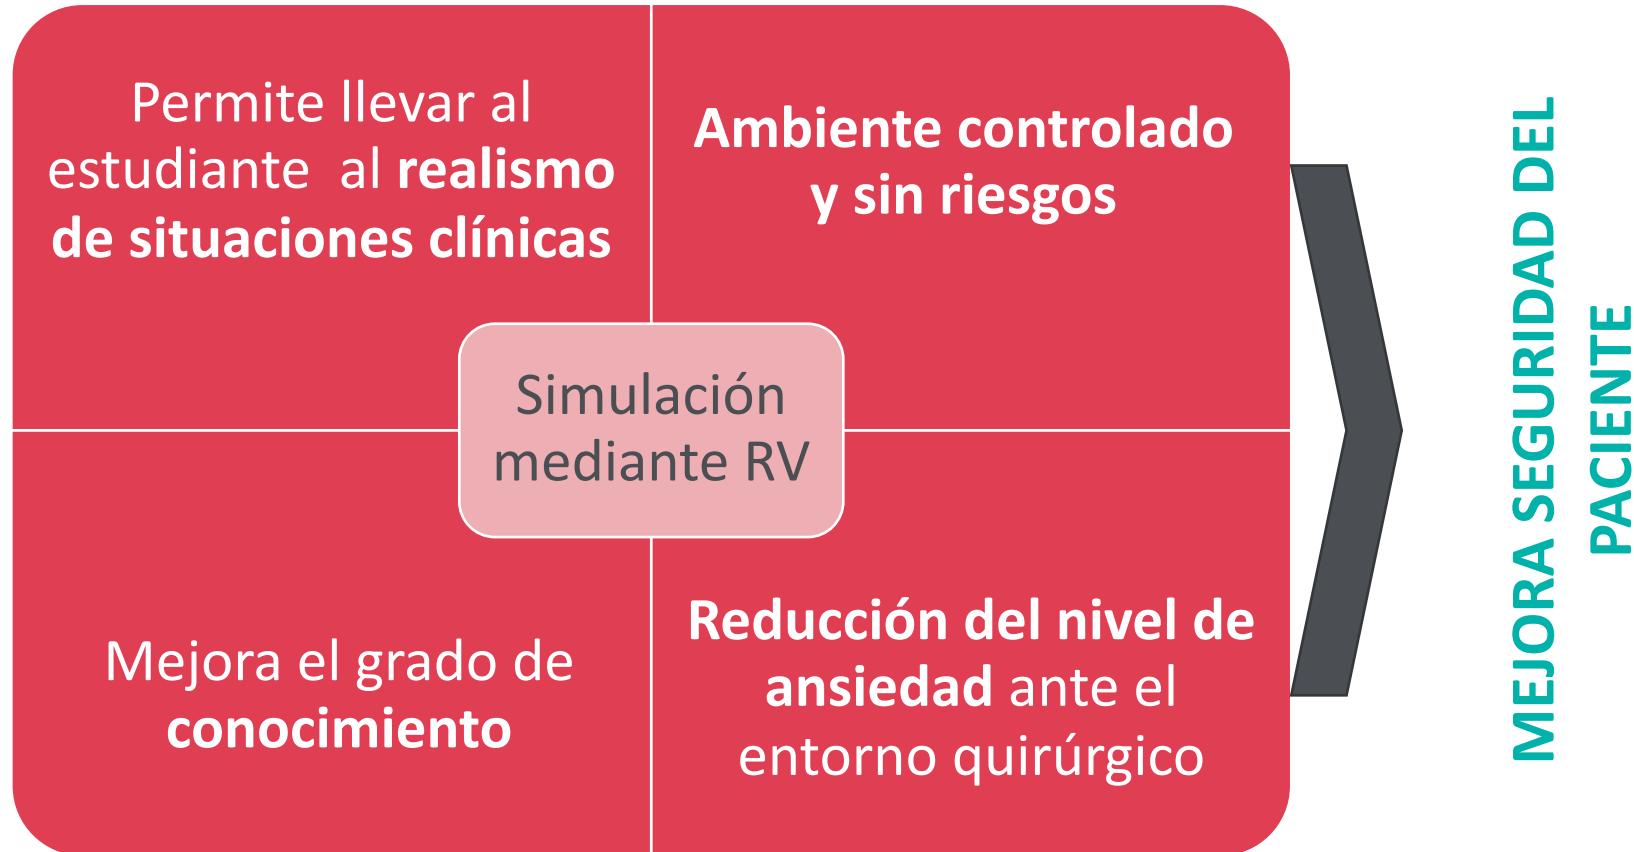 Permite llevar al
estudiante al realismo
de situaciones clínicas
Ambiente controlado
y sin riesgos
Simulación
mediante RV
Mejora el grado de
conocimiento
Reducción del nivel de
ansiedad ante el
entorno quirúrgico
MEJORA SEGURIDAD DEL
PACIENTE